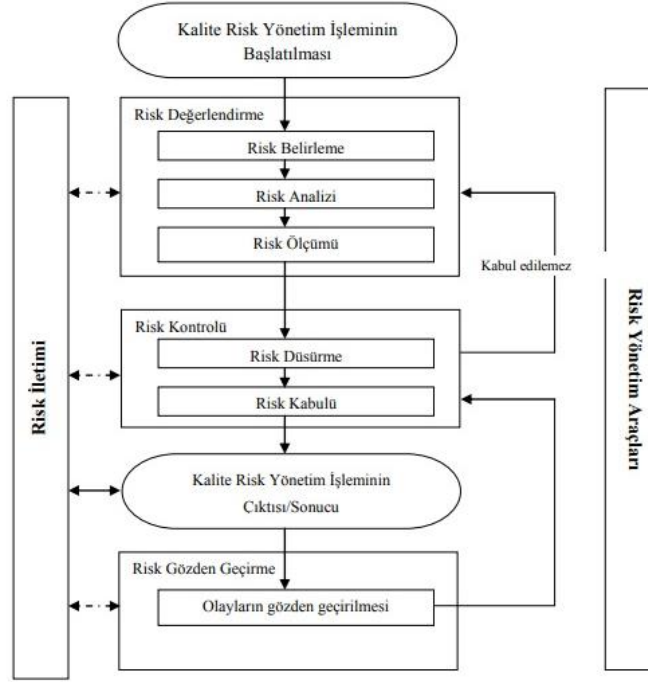 Kalite Risk Yönetim İşleminin
Başlatılması
Risk Değerlendirme
Risk Belirleme
Risk Analizi
Risk Ölçümü
Kabul edilemez
Risk Kontrolü
Risk Düsürme
Risk Kabulü
Kalite Risk Yönetim İşleminin
Çıktısı/Sonucu
Risk Gözden Geçirme
Olayların gözden geçirilmesi
Risk İletimi
Risk Yönetim Araçları